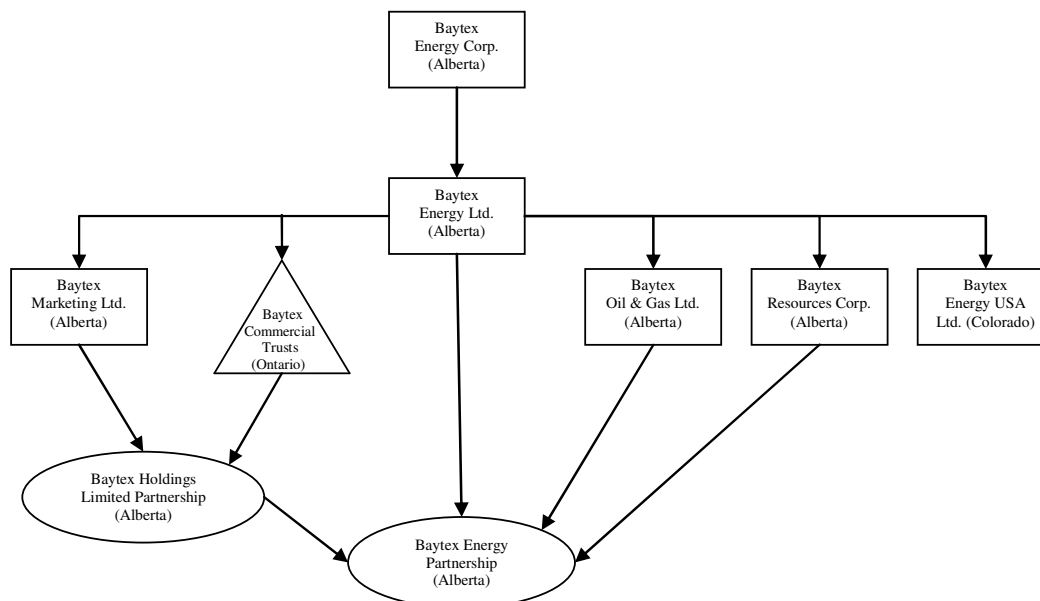 Baytex
Energy Corp.
(Alberta)
Baytex
Energy Ltd.
(Alberta)
Baytex
Marketing Ltd.
(Alberta)
Baytex
Commercial
Trusts
(Ontario)
Baytex
Oil & Gas Ltd.
(Alberta)
Baytex
Resources Corp.
(Alberta)
Baytex
Energy USA
Ltd. (Colorado)
Baytex Holdings
Limited Partnership
(Alberta)
Baytex Energy
Partnership
(Alberta)